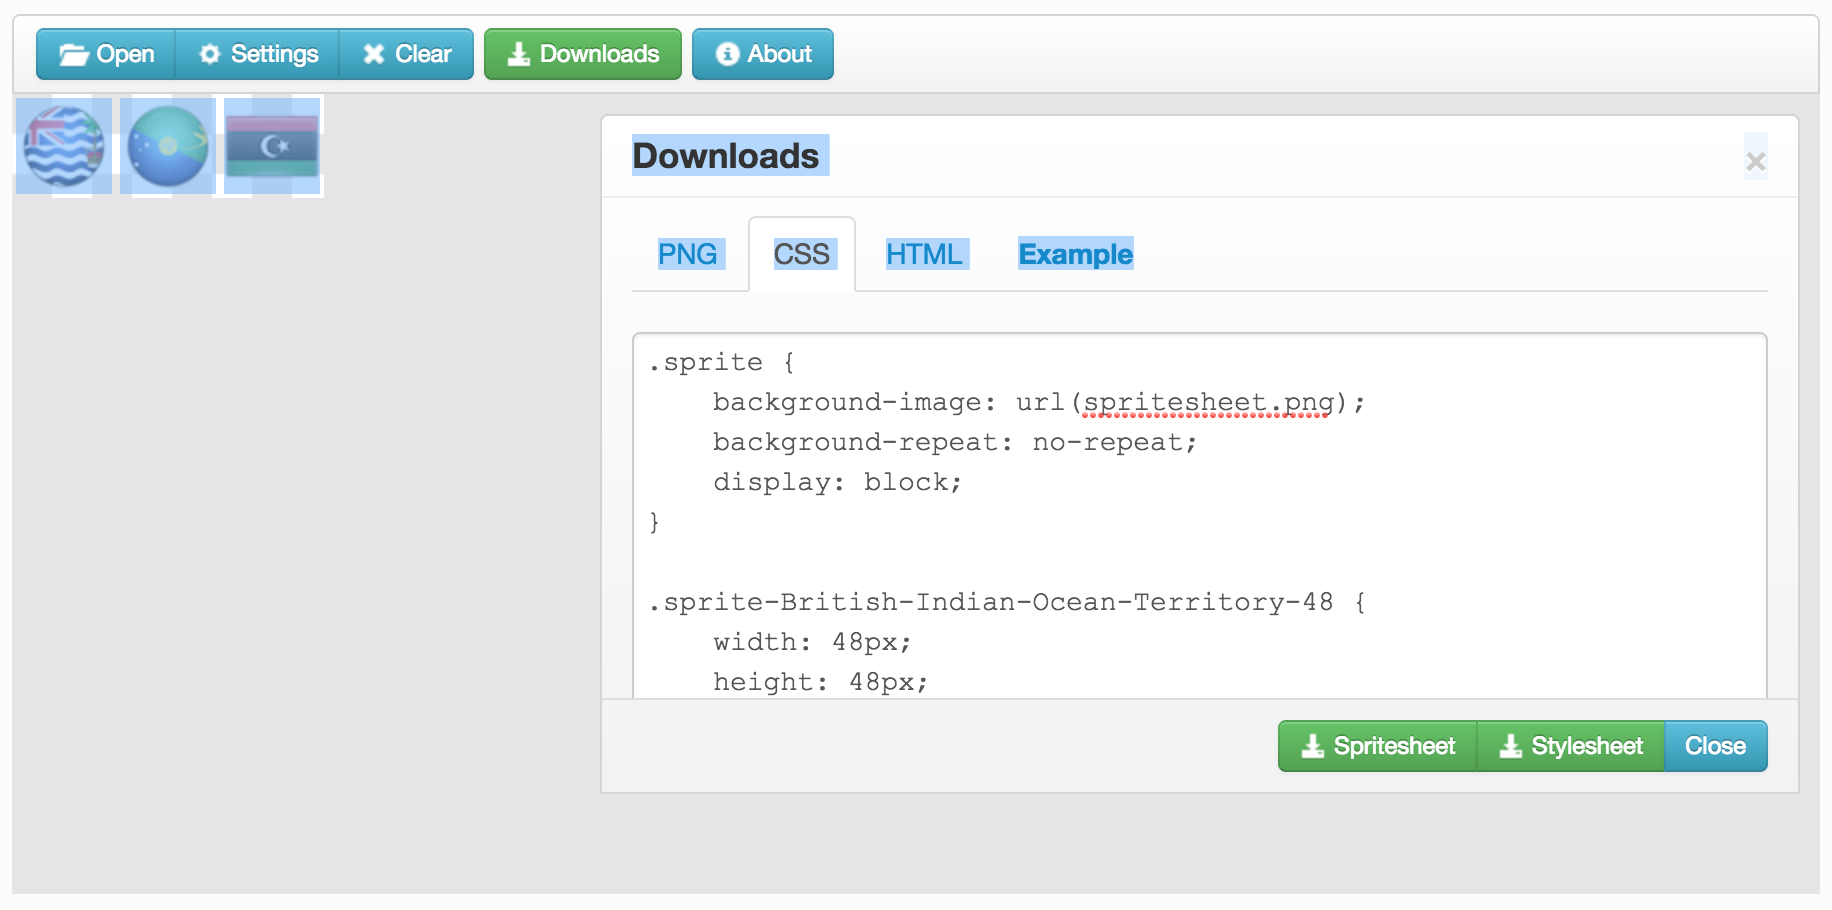 Open Settings Clear Downloads About
Downloads ×
PNG CSS HTML Example
.sprite {
    background-image: url(spritesheet.png);
    background-repeat: no-repeat;
    display: block;
}
.sprite-British-Indian-Ocean-Territory-48 {
    width: 48px;
    height: 48px;
Spritesheet Stylesheet Close